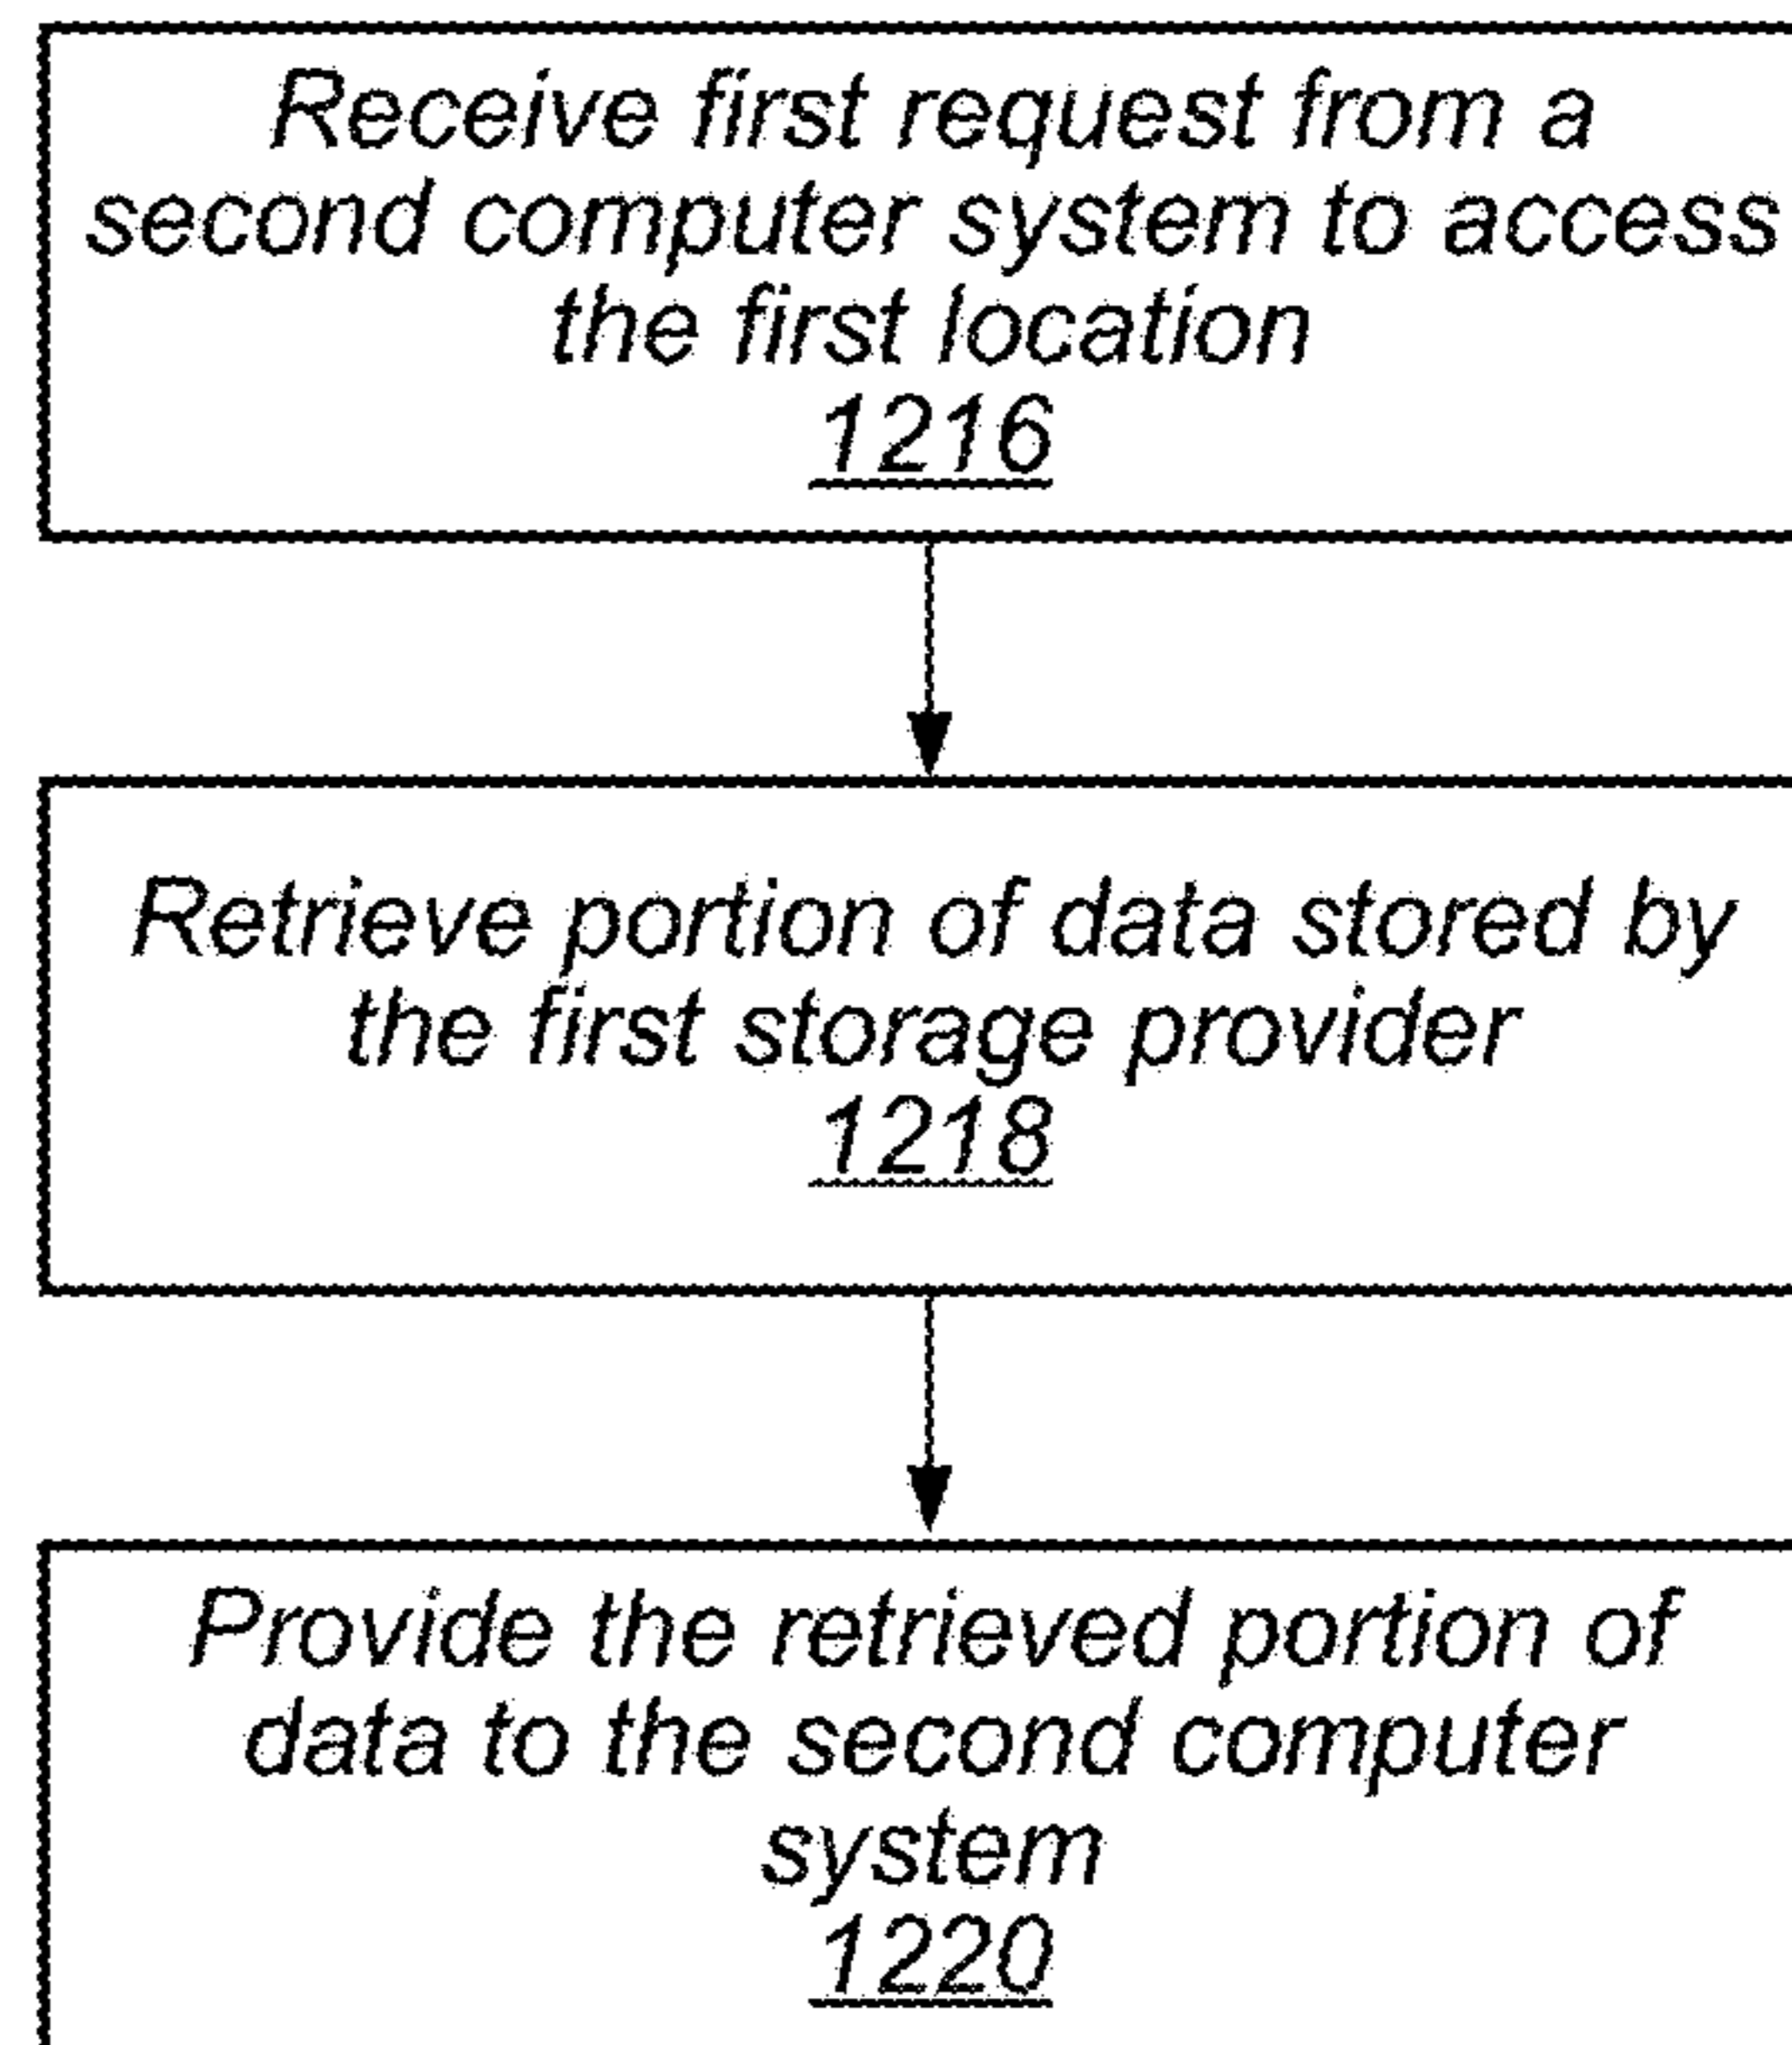 Receive first request from a
second computer system to access
the first location
1216
Retrieve portion of data stored by
the first storage provider
1218
Provide the retrieved portion of
data to the second computer
system
1220